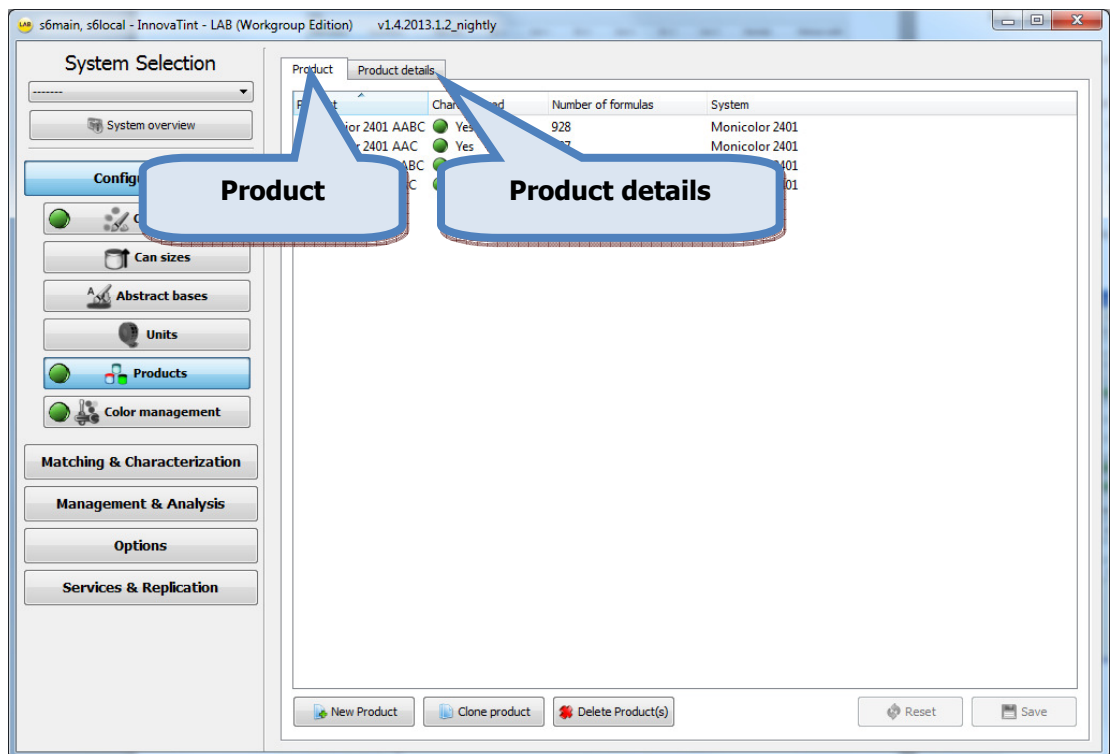 s6main, s6local - InnovaTint - LAB (Workgroup Edition) v1.4.2013.1.2_nightly
System Selection
-------
System overview
Can sizes
Abstract bases
Units
Products
Color management
Matching & Characterization
Management & Analysis
Options
Services & Replication
Product Product details
Number of formulas System
2401 AABC Yes 928 Monicolor 2401
2401 AAC Yes Monicolor 2401
Product
Product details
New Product Clone product Delete Product(s) Reset Save